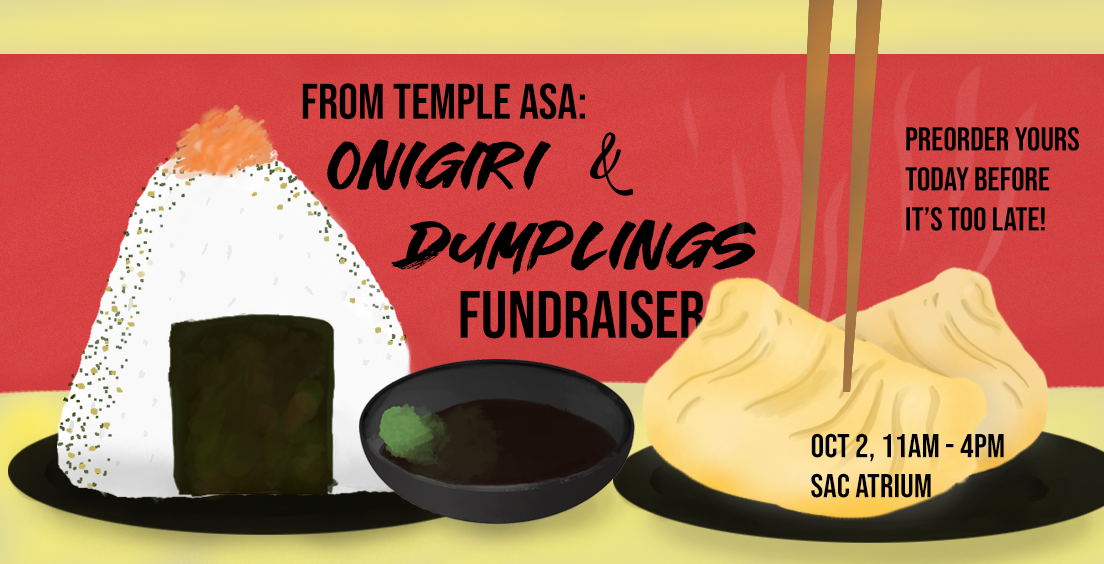 FROM TEMPLE ASA:
ONIGIRI &
DUMPLINGS
FUNDRAISER
PREORDER YOURS
TODAY BEFORE
IT'S TOO LATE!
OCT 2, 11AM - 4PM
SAC ATRIUM